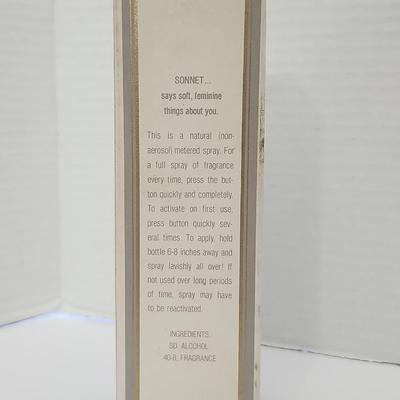 SONNET...
says soft, feminine
things about you.
This is a natural (non-
aerosol) metered spray. For
a full spray of fragrance
every time, press the but-
ton quickly and completely.
To activate on first use,
press button quickly sev-
eral times. To apply, hold
bottle 6-8 inches away and
spray lavishly all over! If
not used over long periods
of time, spray may have
to be reactivated.
INGREDIENTS:
SD ALCOHOL
40-B, FRAGRANCE